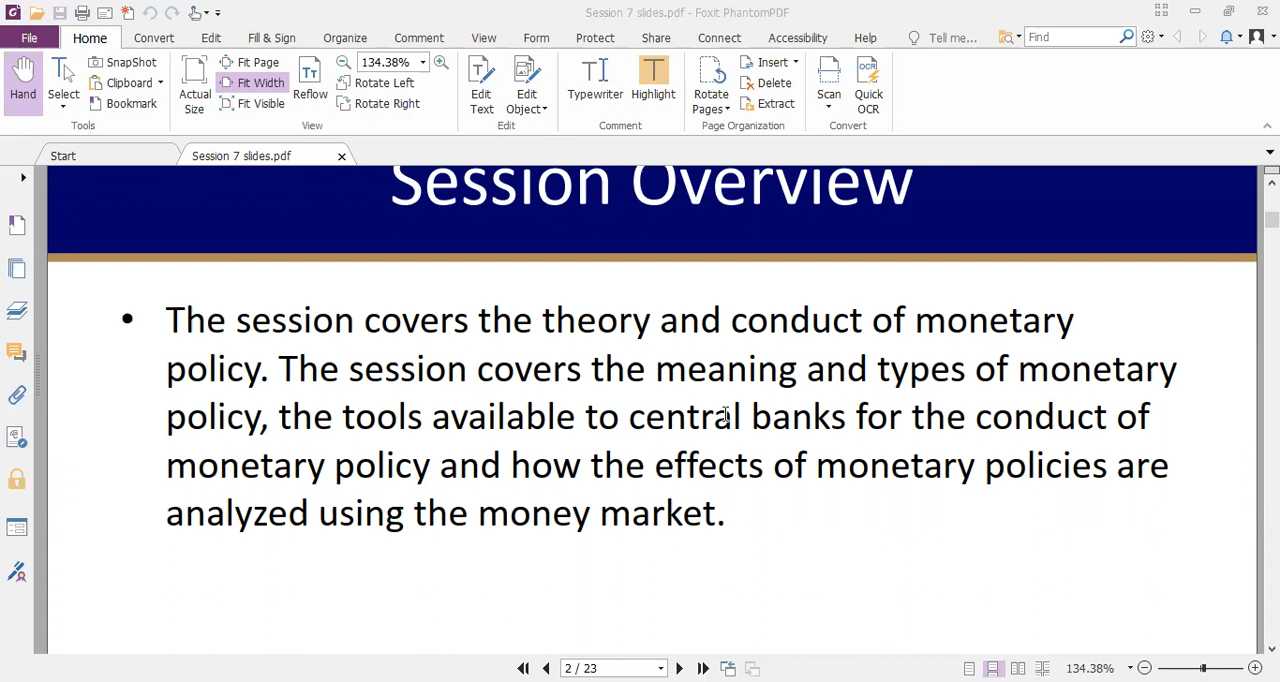 Session 7 slides.pdf - Foxit PhantomPDF
File Home Convert Edit Fill & Sign Organize Comment View Form Protect Share Connect Accessibility Help Tell me... Find
Hand
Select
SnapShot
Clipboard
Bookmark
Tools
Actual
Size
Fit Page
Fit Width
Fit Visible
Reflow
134.38%
Rotate Left
Rotate Right
View
Edit
Text
Edit
Object
Edit
Typewriter
Highlight
Comment
Rotate
Pages
Insert
Delete
Extract
Page Organization
Scan
Quick
OCR
Convert
Start
Session 7 slides.pdf
Session Overview
• The session covers the theory and conduct of monetary
policy. The session covers the meaning and types of monetary
policy, the tools available to central banks for the conduct of
monetary policy and how the effects of monetary policies are
analyzed using the money market.
2 / 23
134.38%